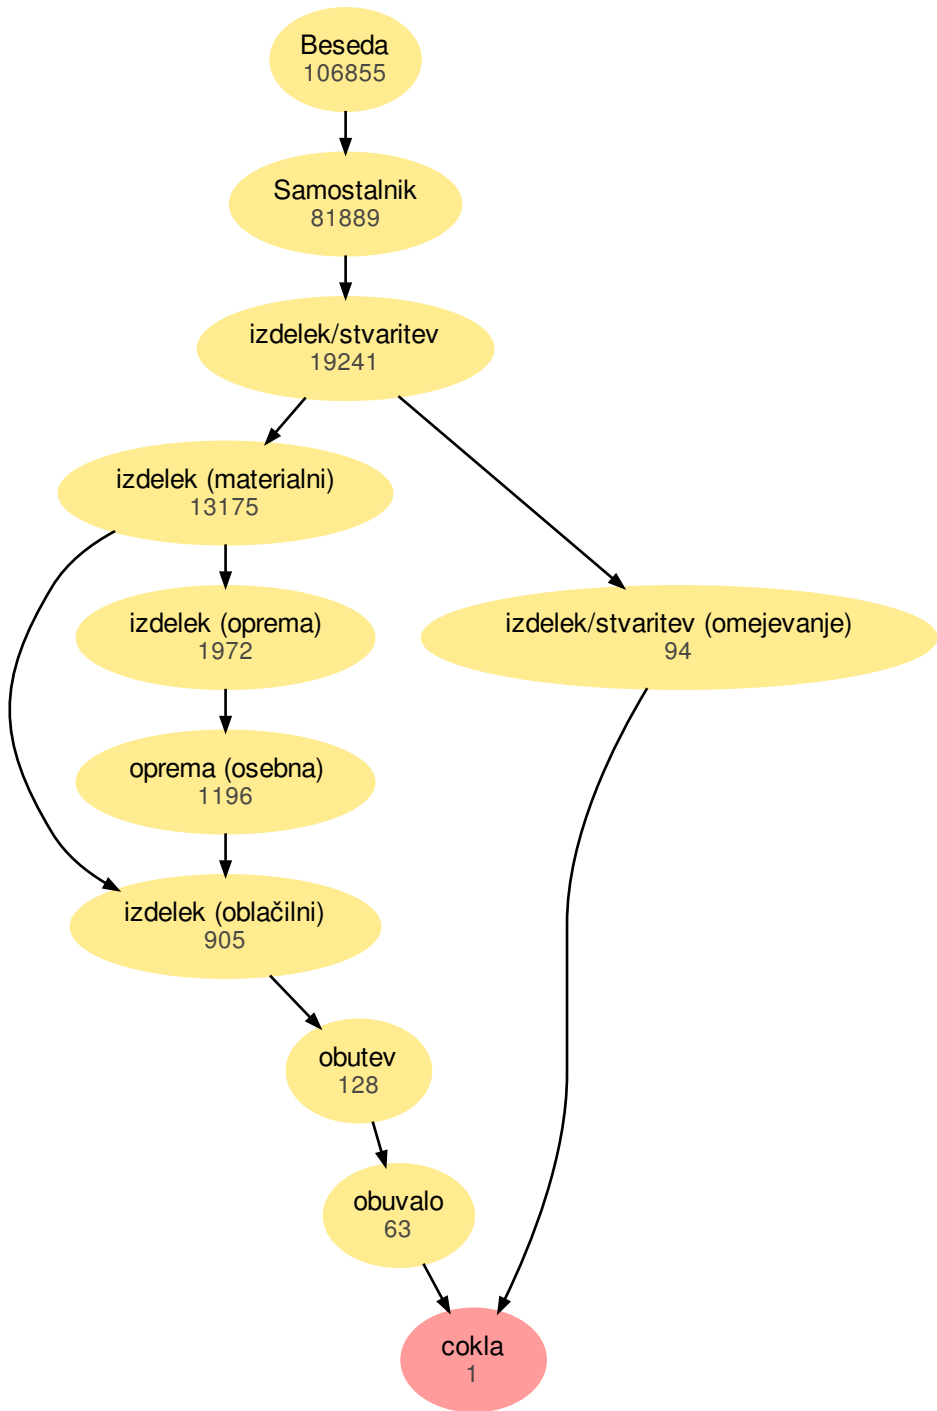 Beseda
106855
Samostalnik
81889
izdelek/stvaritev
19241
izdelek (materialni)
13175
izdelek (oprema)
1972
izdelek/stvaritev (omejevanje)
94
oprema (osebna)
1196
izdelek (oblačilni)
905
obutev
128
obuvalo
63
cokla
1